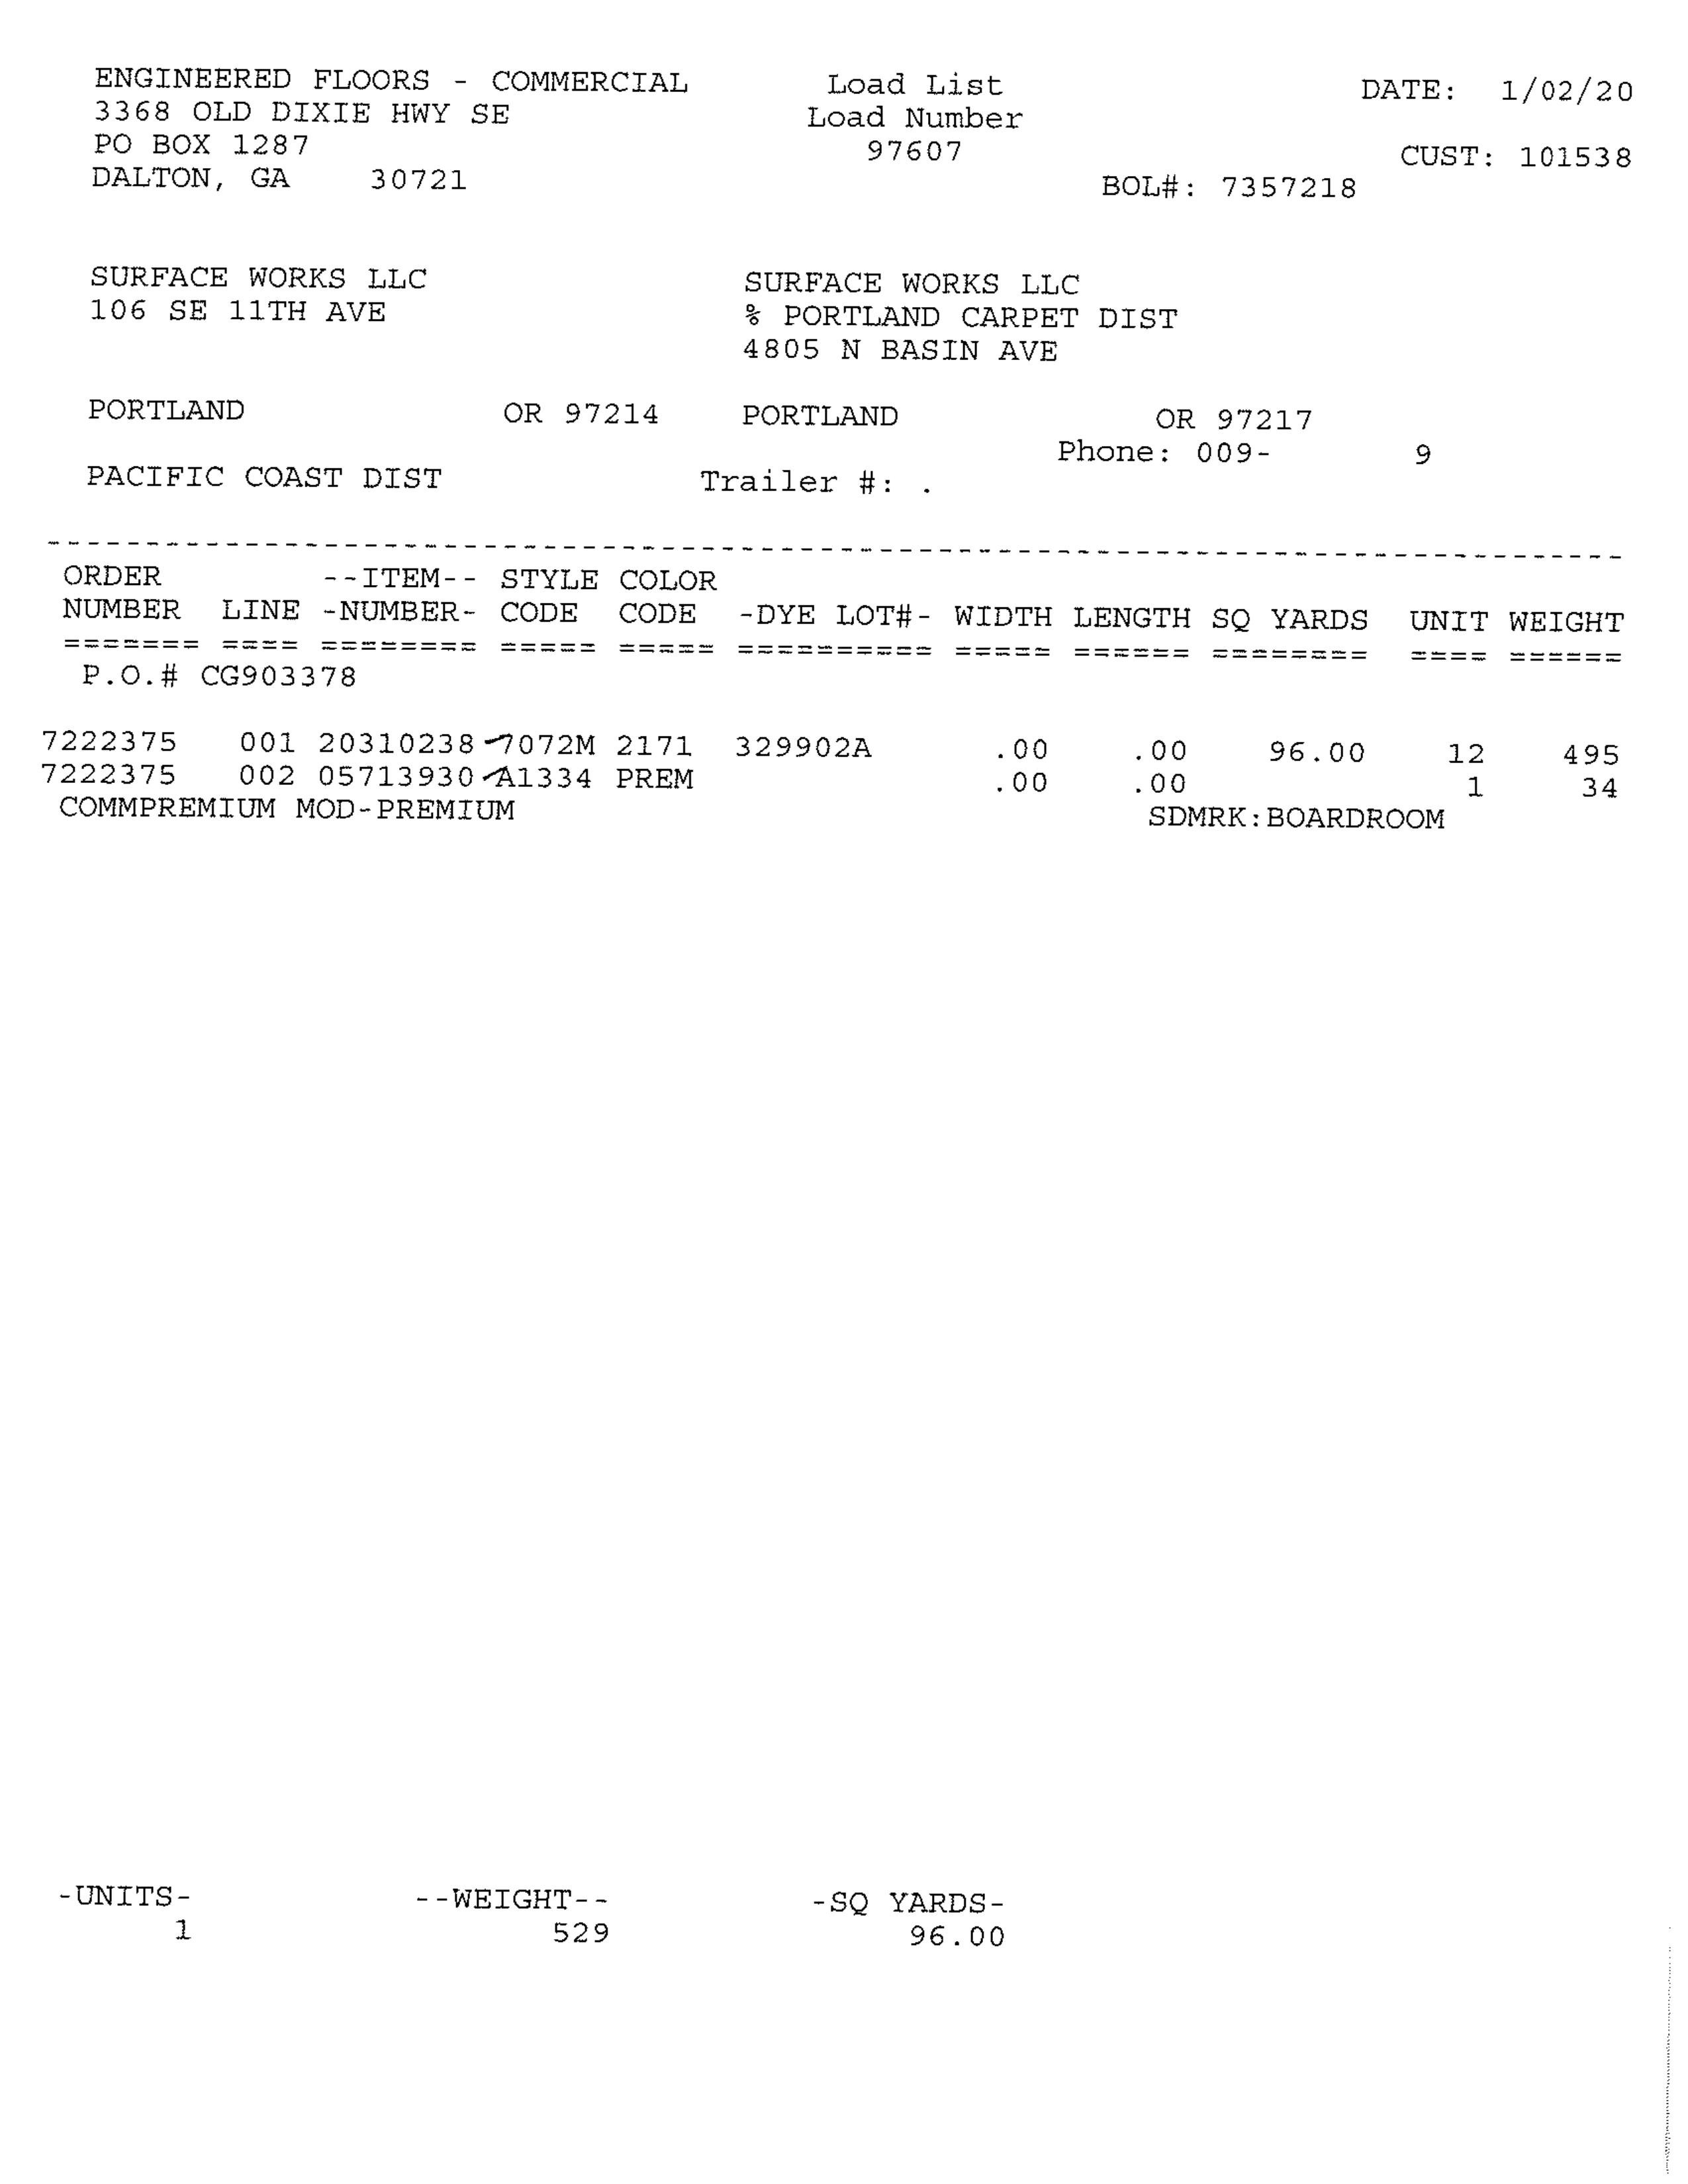 ENGINEERED FLOORS - COMMERCIAL Load List DATE: 1/02/20
3368 OLD DIXIE HWY SE Load Number
PO BOX 1287 97607 CUST: 101538
DALTON, GA 30721 BOL#: 7357218
SURFACE WORKS LLC SURFACE WORKS LLC
106 SE 11TH AVE % PORTLAND CARPET DIST
4805 N BASIN AVE
PORTLAND OR 97214 PORTLAND OR 97217
Phone: 009- 9
PACIFIC COAST DIST Trailer #: .
--------------------------------------------------------------------------------
ORDER --ITEM-- STYLE COLOR
NUMBER LINE -NUMBER- CODE CODE -DYE LOT#- WIDTH LENGTH SQ YARDS UNIT WEIGHT
======= ==== ======== ===== ===== ========== ===== ====== ======== ==== ======
P.O.# CG903378
7222375 001 20310238 7072M 2171 329902A .00 .00 96.00 12 495
7222375 002 05713930 A1334 PREM .00 .00 1 34
COMMPREMIUM MOD-PREMIUM SDMRK:BOARDROOM
-UNITS- --WEIGHT-- -SQ YARDS-
1 529 96.00